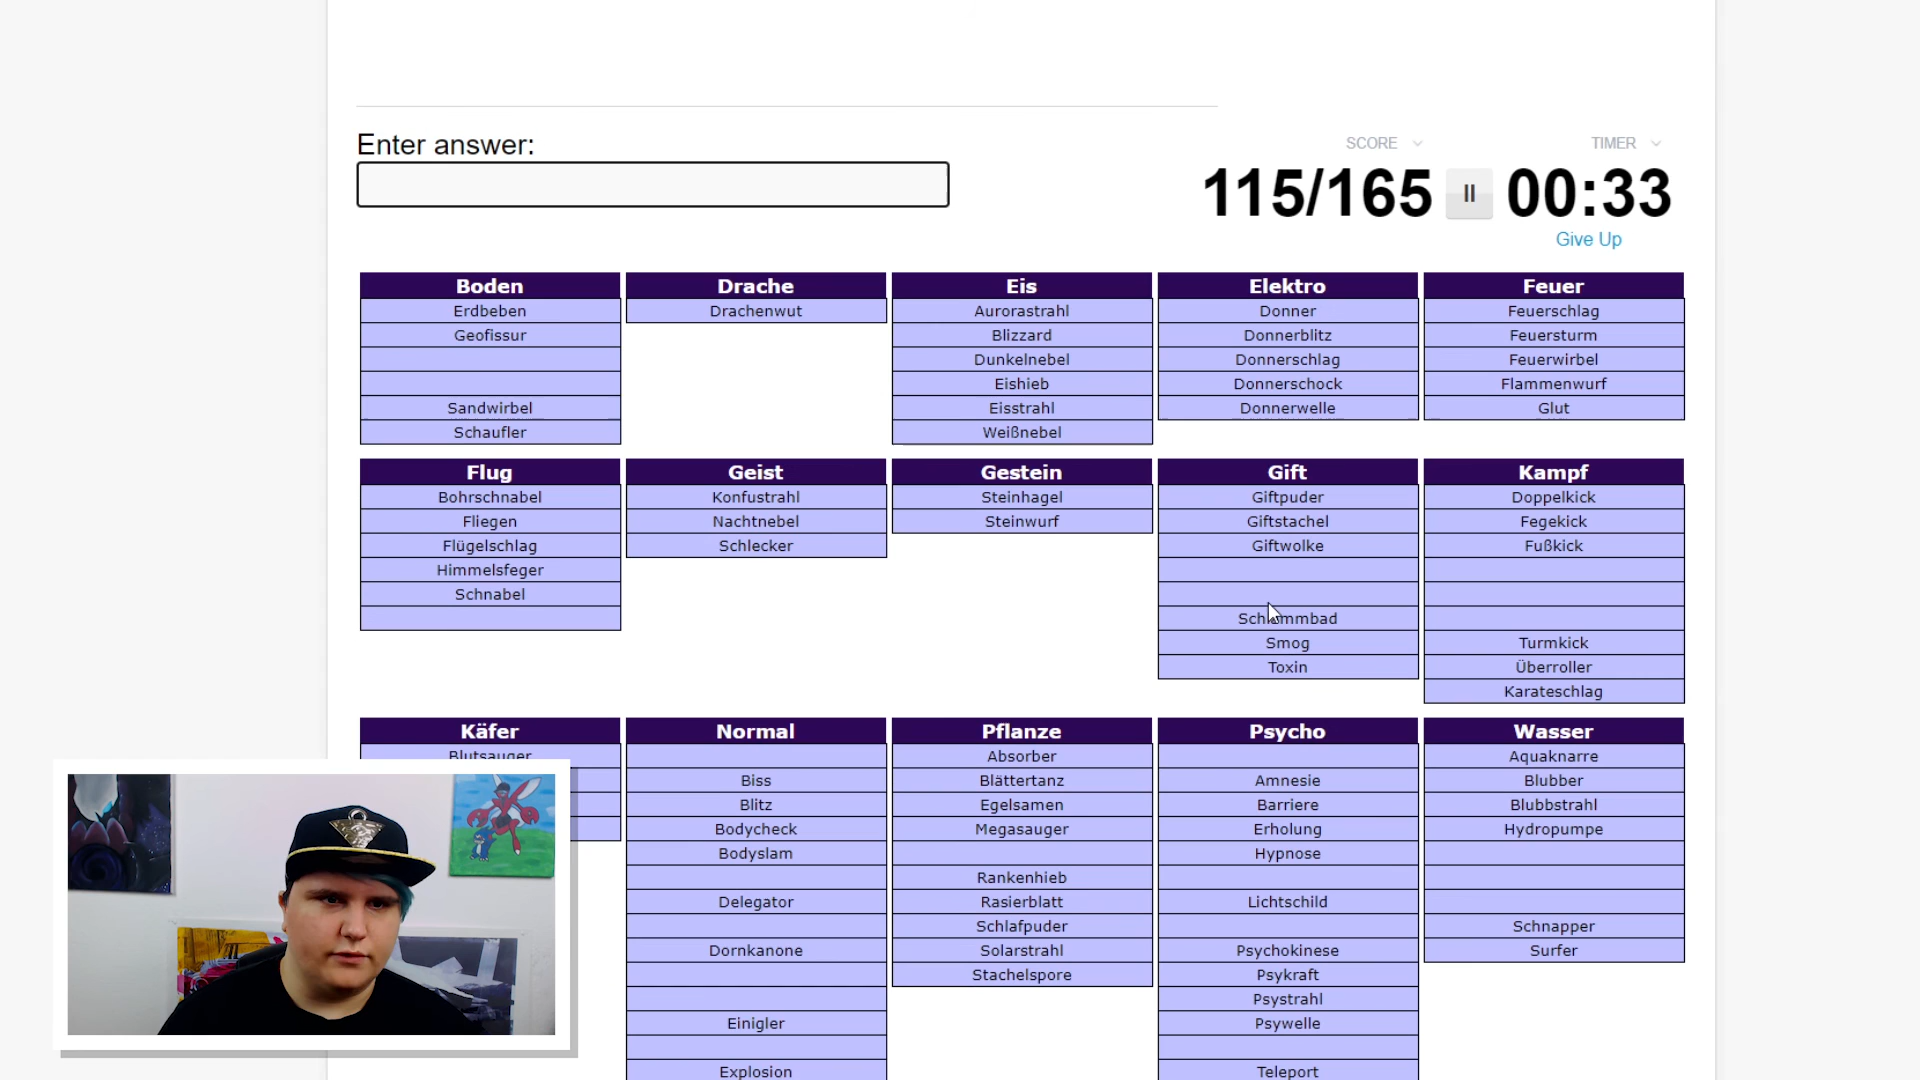 Enter answer:
SCORE
TIMER
115/165
00:33
Give Up
Boden
Erdbeben
Geofissur
Sandwirbel
Schaufler
Drache
Drachenwut
Eis
Aurorastrahl
Blizzard
Dunkelnebel
Eishieb
Eisstrahl
Weißnebel
Elektro
Donner
Donnerblitz
Donnerschlag
Donnerschock
Donnerwelle
Feuer
Feuerschlag
Feuersturm
Feuerwirbel
Flammenwurf
Glut
Flug
Bohrschnabel
Fliegen
Flügelschlag
Himmelsfeger
Schnabel
Geist
Konfustrahl
Nachtnebel
Schlecker
Gestein
Steinhagel
Steinwurf
Gift
Giftpuder
Giftstachel
Giftwolke
Schlammbad
Smog
Toxin
Kampf
Doppelkick
Fegekick
Fußkick
Turmkick
Überroller
Karateschlag
Käfer
Blutsauger
Normal
Biss
Blitz
Bodycheck
Bodyslam
Delegator
Dornkanone
Einigler
Explosion
Pflanze
Absorber
Blättertanz
Egelsamen
Megasauger
Rankenhieb
Rasierblatt
Schlafpuder
Solarstrahl
Stachelspore
Psycho
Amnesie
Barriere
Erholung
Hypnose
Lichtschild
Psychokinese
Psykraft
Psystrahl
Psywelle
Teleport
Wasser
Aquaknarre
Blubber
Blubbstrahl
Hydropumpe
Schnapper
Surfer